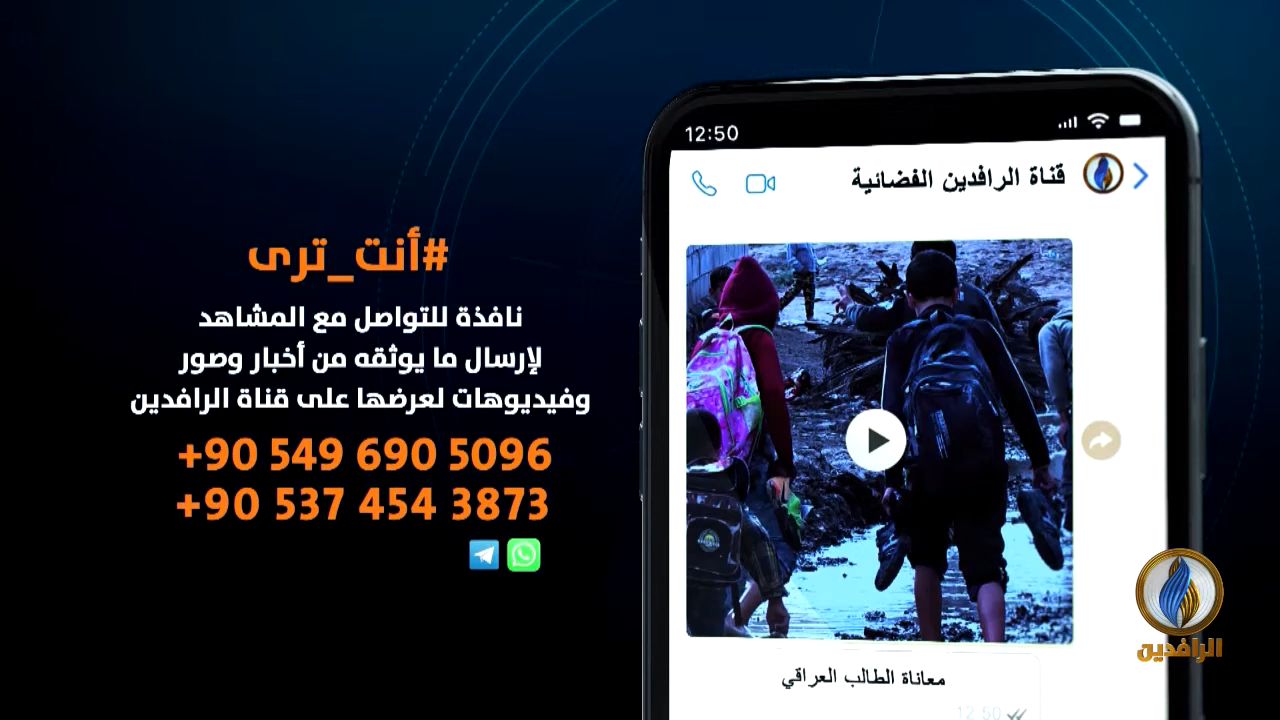 #أنت_ترى
نافذة للتواصل مع المشاهد
لإرسال ما يوثقه من أخبار وصور
وفيديوهات لعرضها على قناة الرافدين
+90 549 690 5096
+90 537 454 3873
12:50
قناة الرافدين الفضائية
معاناة الطالب العراقي
12:50
الرافدين